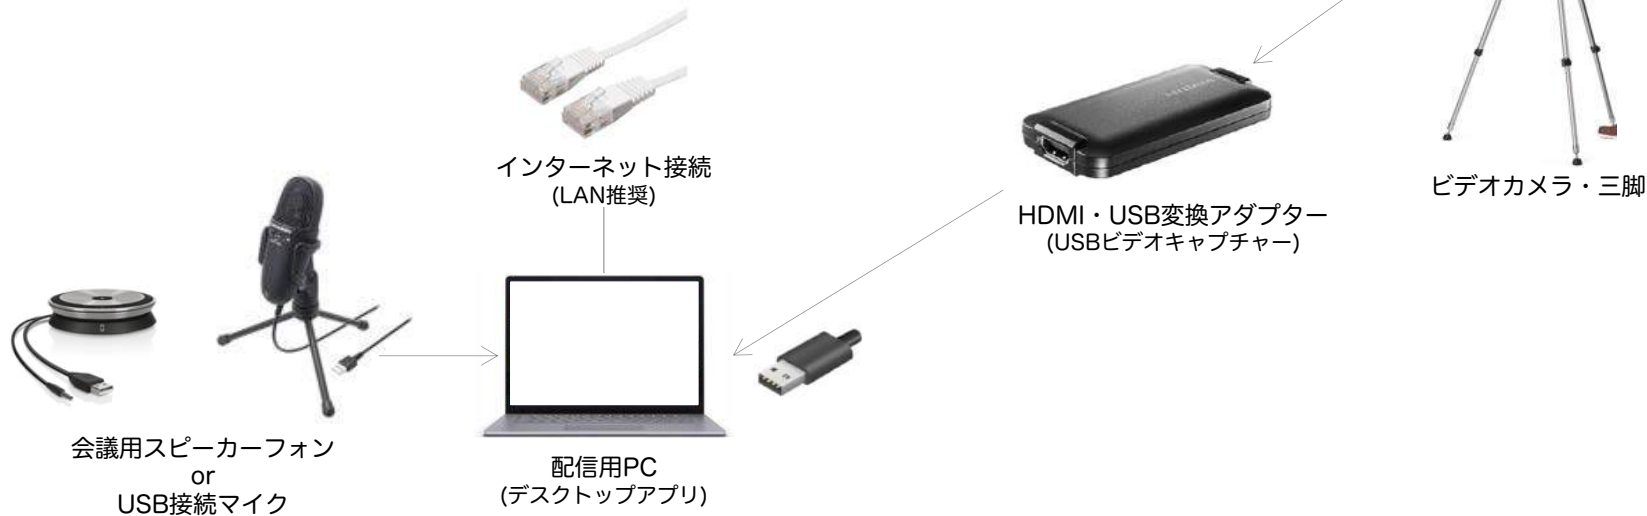 インターネット接続
(LAN推奨)
ビデオカメラ・三脚
HDMI・USB変換アダプター
(USBビデオキャプチャー)
会議用スピーカーフォン
or
USB接続マイク
配信用PC
(デスクトップアプリ)